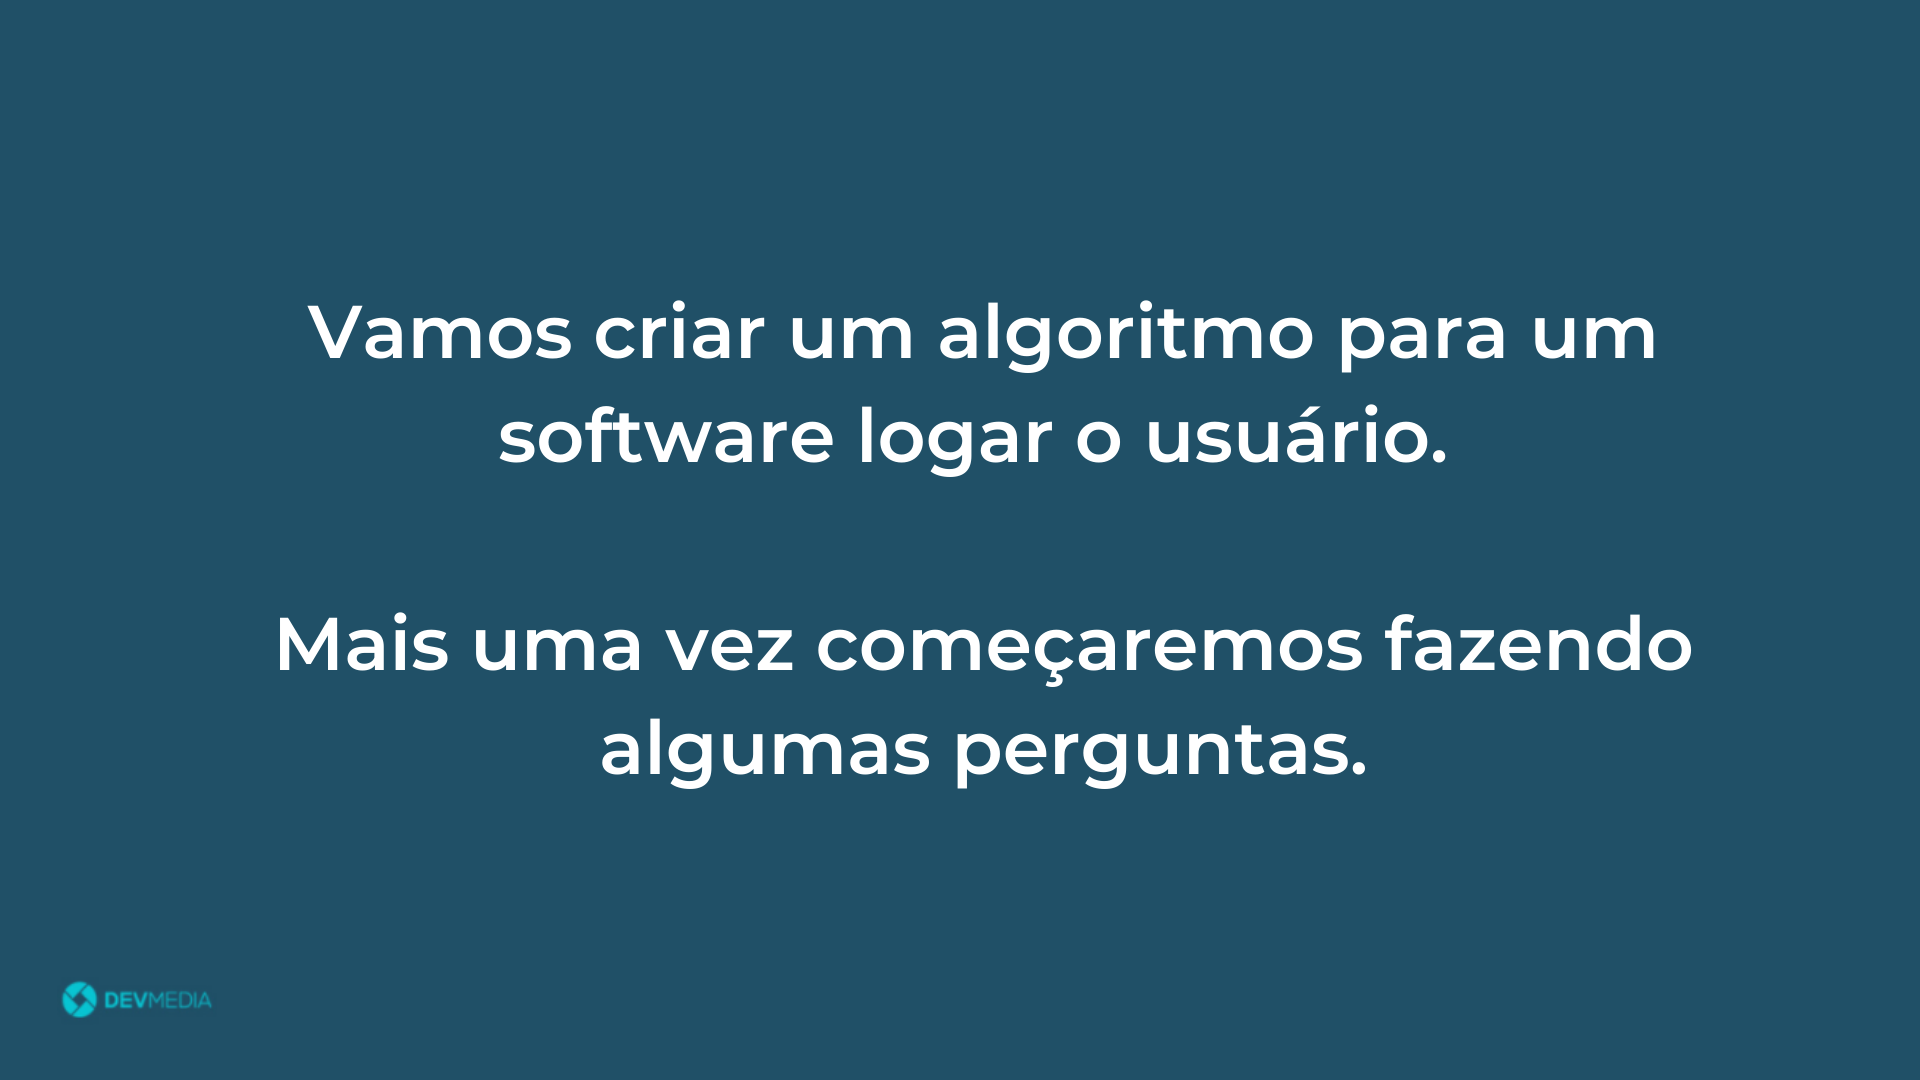 Vamos criar um algoritmo para um
software logar o usuário.
Mais uma vez começaremos fazendo
algumas perguntas.
DEVMEDIA